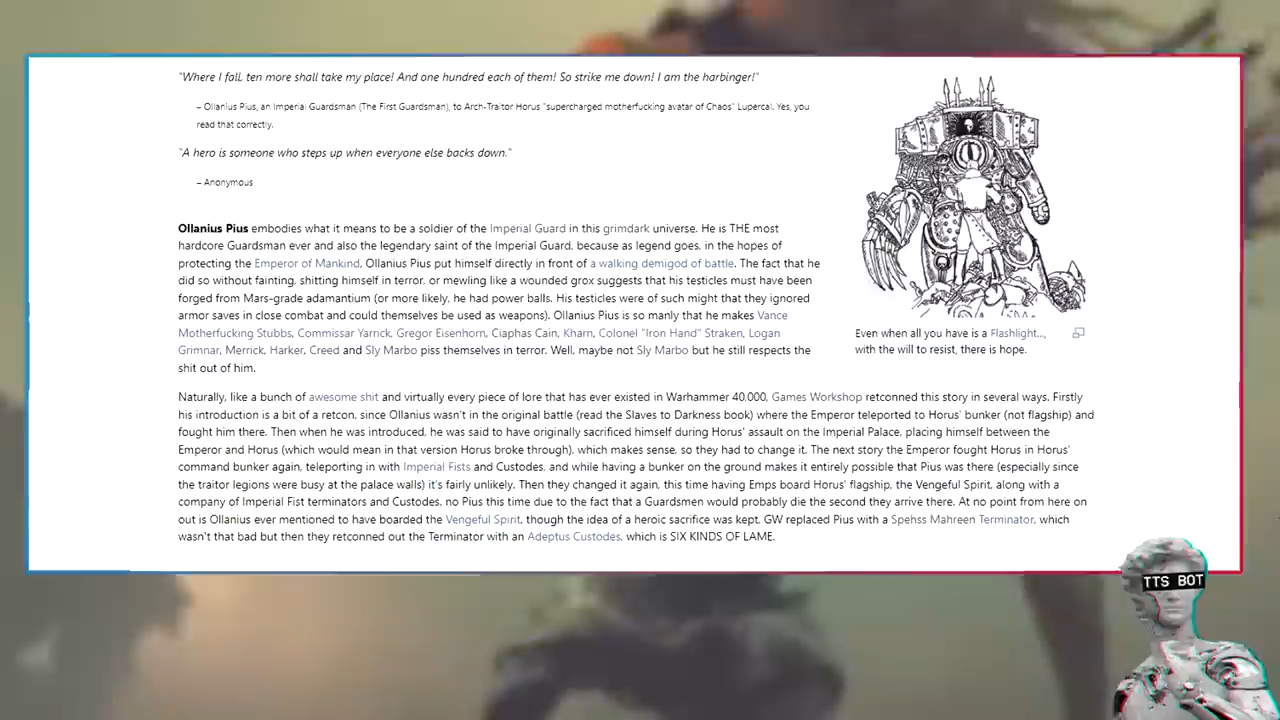 "Where I fall, ten more shall take my place! And one hundred each of them! So strike me down! I am the harbinger!"
– Ollanius Pius, an Imperial Guardsman (The First Guardsman), to Arch-Traitor Horus "supercharged motherfucking avatar of Chaos" Lupercal. Yes, you
read that correctly.
"A hero is someone who steps up when everyone else backs down."
– Anonymous
Ollanius Pius embodies what it means to be a soldier of the Imperial Guard in this grimdark universe. He is THE most
hardcore Guardsman ever and also the legendary saint of the Imperial Guard, because as legend goes, in the hopes of
protecting the Emperor of Mankind, Ollanius Pius put himself directly in front of a walking demigod of battle. The fact that he
did so without fainting, shitting himself in terror, or mewling like a wounded grox suggests that his testicles must have been
forged from Mars-grade adamantium (or more likely, he had power balls. His testicles were of such might that they ignored
armor saves in close combat and could themselves be used as weapons). Ollanius Pius is so manly that he makes Vance
Motherfucking Stubbs, Commissar Yarrick, Gregor Eisenhorn, Ciaphas Cain, Kharn, Colonel "Iron Hand" Straken, Logan
Grimnar, Merrick, Harker, Creed and Sly Marbo piss themselves in terror. Well, maybe not Sly Marbo but he still respects the
shit out of him.
Even when all you have is a Flashlight...,
with the will to resist, there is hope.
Naturally, like a bunch of awesome shit and virtually every piece of lore that has ever existed in Warhammer 40,000, Games Workshop retconned this story in several ways. Firstly
his introduction is a bit of a retcon, since Ollanius wasn't in the original battle (read the Slaves to Darkness book) where the Emperor teleported to Horus' bunker (not flagship) and
fought him there. Then when he was introduced, he was said to have originally sacrificed himself during Horus' assault on the Imperial Palace, placing himself between the
Emperor and Horus (which would mean in that version Horus broke through), which makes sense, so they had to change it. The next story the Emperor fought Horus in Horus'
command bunker again, teleporting in with Imperial Fists and Custodes, and while having a bunker on the ground makes it entirely possible that Pius was there (especially since
the traitor legions were busy at the palace walls) it's fairly unlikely. Then they changed it again, this time having Emps board Horus' flagship, the Vengeful Spirit, along with a
company of Imperial Fist terminators and Custodes, no Pius this time due to the fact that a Guardsmen would probably die the second they arrive there. At no point from here on
out is Ollanius ever mentioned to have boarded the Vengeful Spirit, though the idea of a heroic sacrifice was kept. GW replaced Pius with a Spehss Mahreen Terminator, which
wasn't that bad but then they retconned out the Terminator with an Adeptus Custodes, which is SIX KINDS OF LAME.
TTS BOT